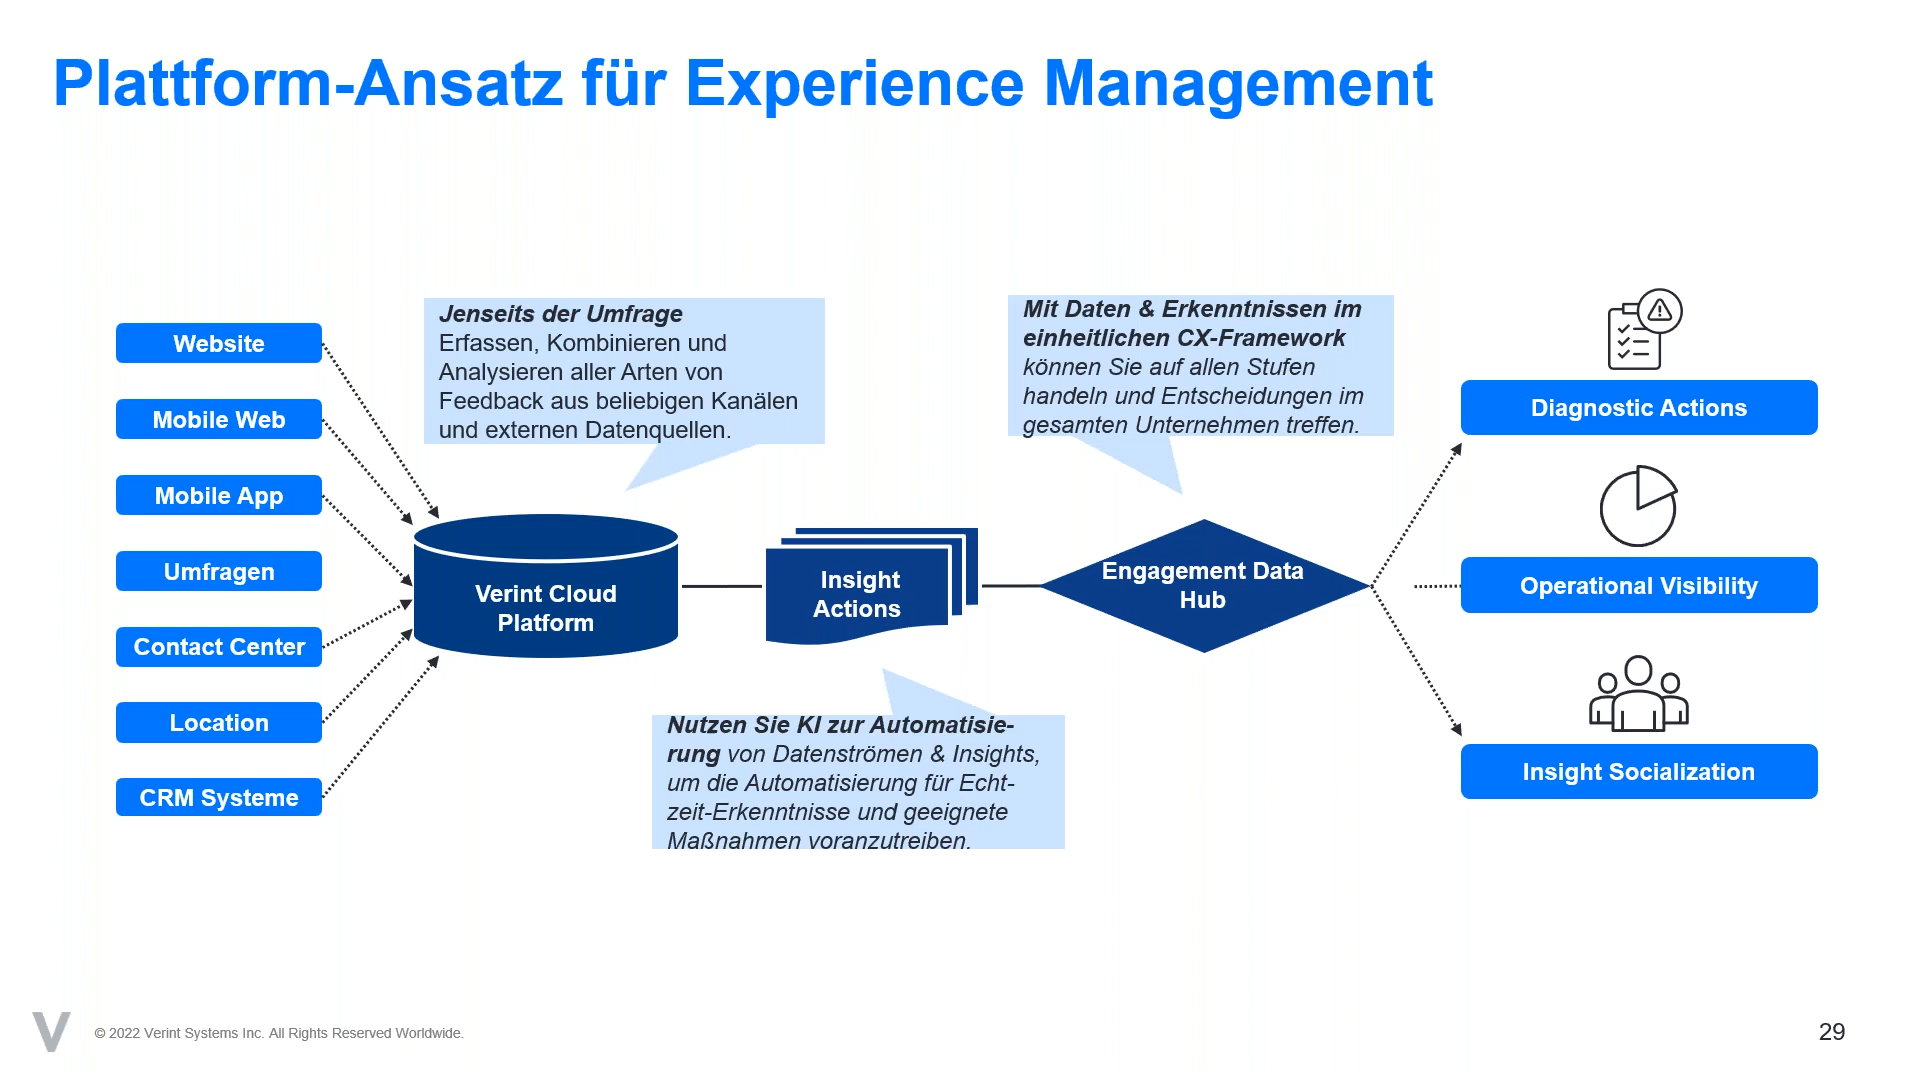 Plattform-Ansatz für Experience Management
Website
Mobile Web
Mobile App
Umfragen
Contact Center
Location
CRM Systeme
Jenseits der Umfrage
Erfassen, Kombinieren und
Analysieren aller Arten von
Feedback aus beliebigen Kanälen
und externen Datenquellen.
Verint Cloud
Platform
Insight
Actions
Nutzen Sie KI zur Automatisie-
rung von Datenströmen & Insights,
um die Automatisierung für Echt-
zeit-Erkenntnisse und geeignete
Maßnahmen voranzutreiben.
Mit Daten & Erkenntnissen im
einheitlichen CX-Framework
können Sie auf allen Stufen
handeln und Entscheidungen im
gesamten Unternehmen treffen.
Engagement Data
Hub
Diagnostic Actions
Operational Visibility
Insight Socialization
© 2022 Verint Systems Inc. All Rights Reserved Worldwide.
29